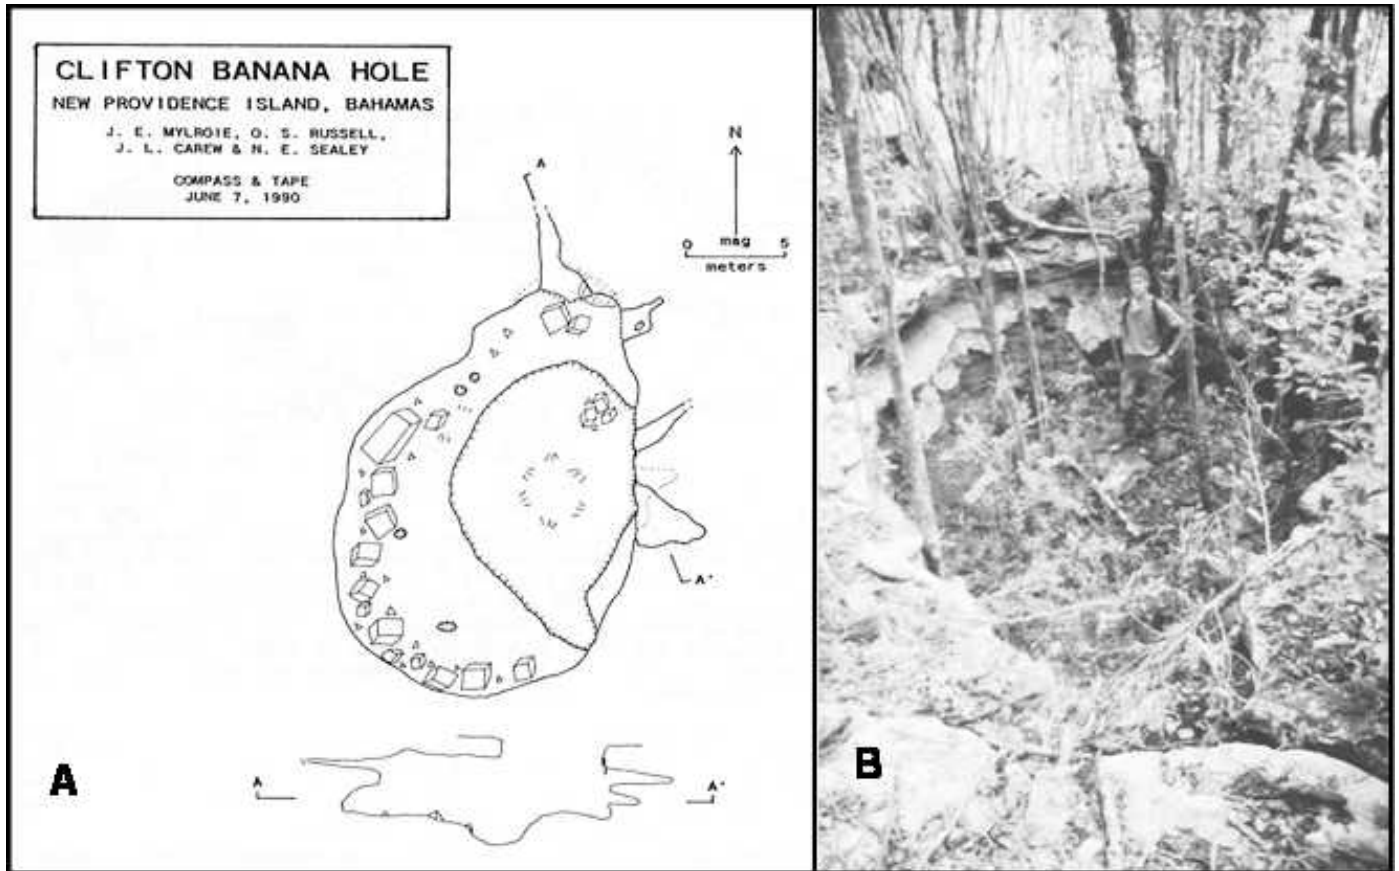 CLIFTON BANANA HOLE
NEW PROVIDENCE ISLAND, BAHAMAS
J. E. MYLROIE, O. S. RUSSELL,
J. L. CAREW & N. E. SEALEY
COMPASS & TAPE
JUNE 7, 1990
N
mag
0 5
meters
A
A'
A
A'
A
B